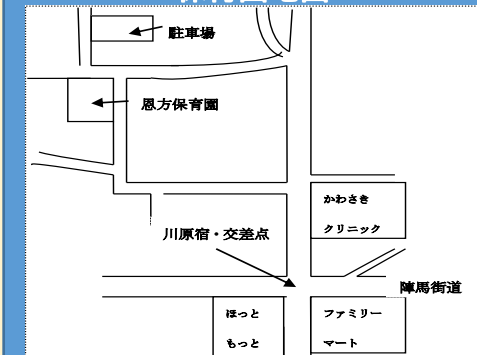 駐車場
恩方保育園
かわさき
クリニック
川原宿・交差点
陣馬街道
ほっと
もっと
ファミリー
マート